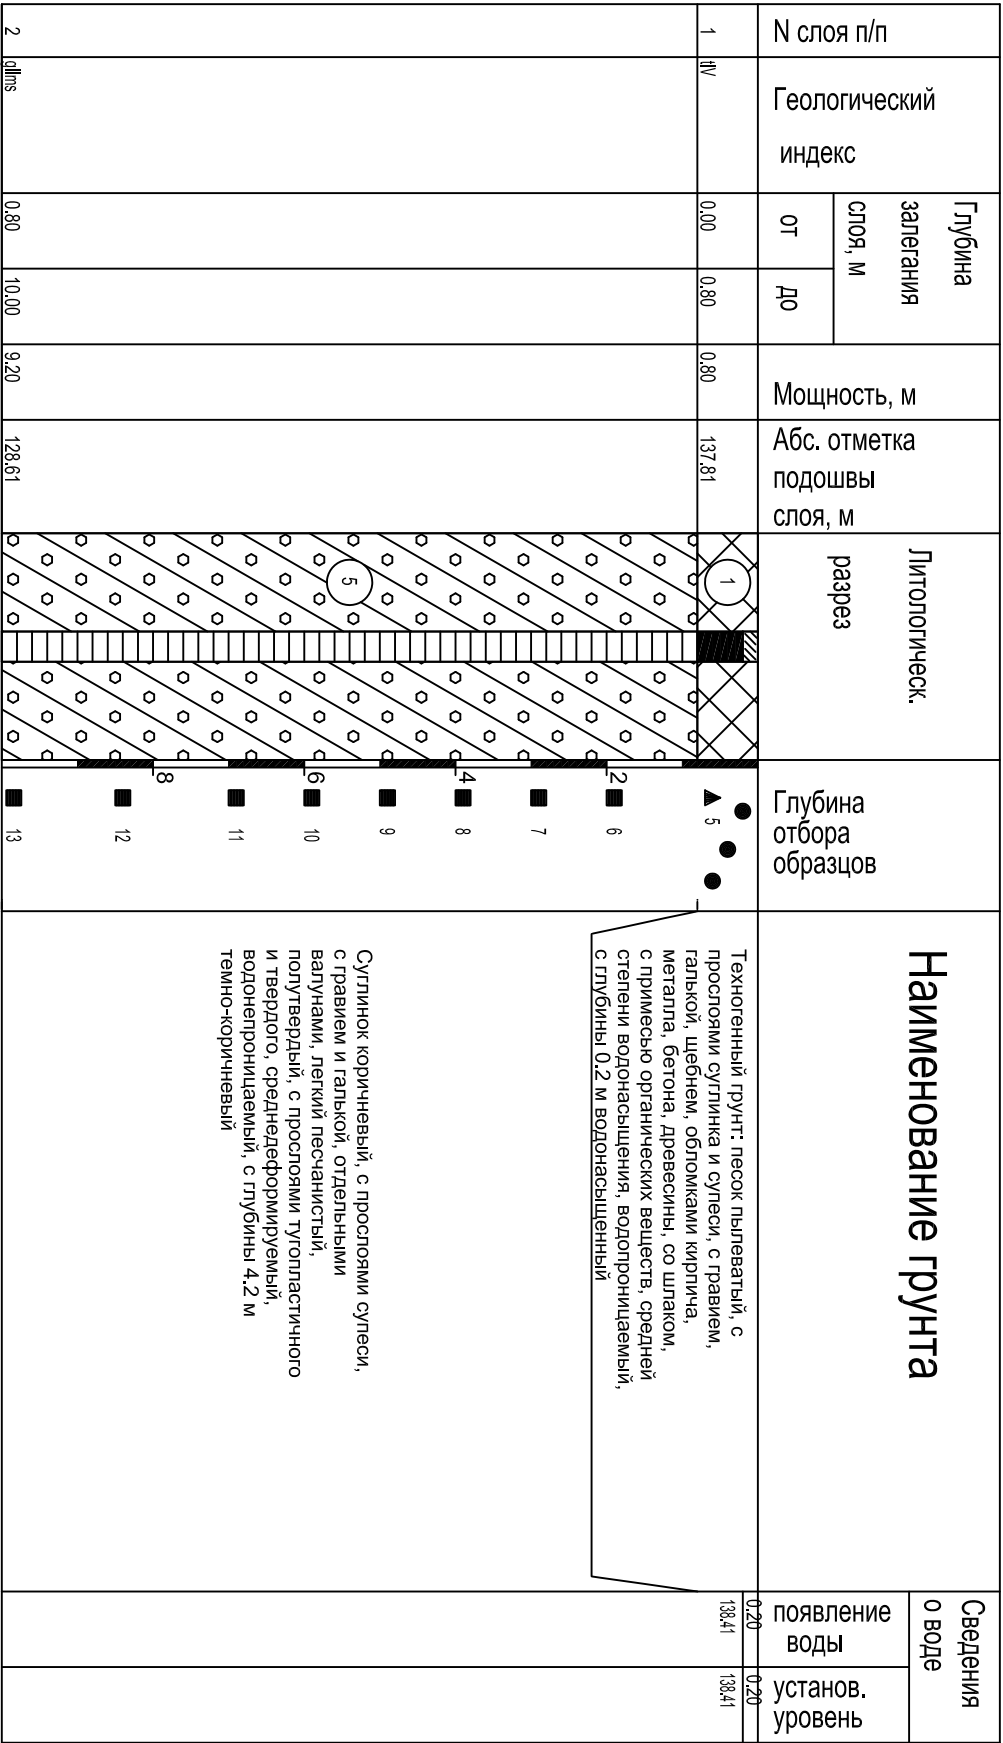 N слоя п/п
Геологический
индекс
Глубина
залегания
слоя, м
от
до
Мощность, м
Абс. отметка
подошвы
слоя, м
Литологическ.
разрез
Глубина
отбора
образцов
Наименование грунта
Сведения
о воде
появление
воды
установ.
уровень
1
tIV
0.00
0.80
0.80
137.81
1
5
2
6
7
4
8
9
6
10
11
8
12
13
5
Техногенный грунт: песок пылеватый, с
прослоями суглинка и супеси, с гравием,
галькой, щебнем, обломками кирпича,
металла, бетона, древесины, со шлаком,
с примесью органических веществ, средней
степени водонасыщения, водопроницаемый,
с глубины 0.2 м водонасыщенный
0.20
138.41
0.20
138.41
Суглинок коричневый, с прослоями супеси,
с гравием и галькой, отдельными
валунами, легкий песчанистый,
полутвердый, с прослоями тугопластичного
и твердого, среднедеформируемый,
водонепроницаемый, с глубины 4.2 м
темно-коричневый
2
gIIms
0.80
10.00
9.20
128.61